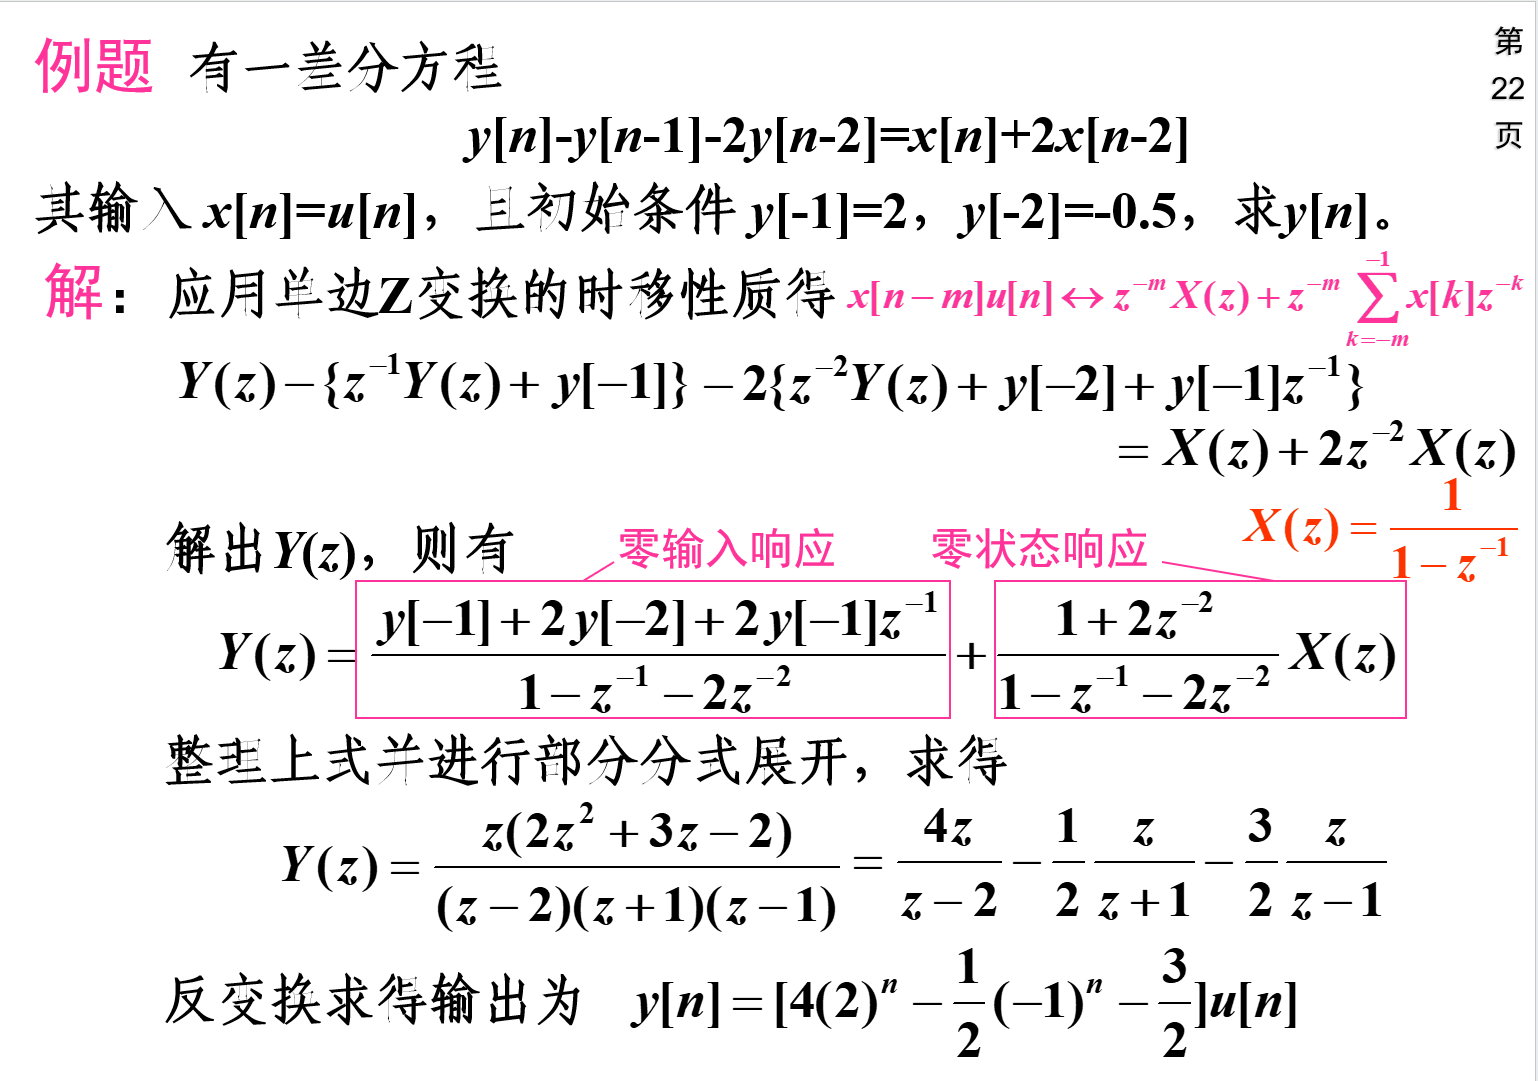 第
22
页
例题 有一差分方程
y[n]-y[n-1]-2y[n-2]=x[n]+2x[n-2]
其输入 x[n]=u[n]，且初始条件 y[-1]=2，y[-2]=-0.5，求y[n]。
解：应用单边Z变换的时移性质得 x[n−m]u[n]↔z^{−m}X(z)+z^{−m}\sum_{k=−m}^{−1}x[k]z^{−k}
Y(z)−{z^{−1}Y(z)+y[−1]}−2{z^{−2}Y(z)+y[−2]+y[−1]z^{−1}}
=X(z)+2z^{−2}X(z)
X(z)=\frac{1}{1−z^{−1}}
解出Y(z)，则有 零输入响应 零状态响应
Y(z)=\frac{y[−1]+2y[−2]+2y[−1]z^{−1}}{1−z^{−1}−2z^{−2}}+\frac{1+2z^{−2}}{1−z^{−1}−2z^{−2}}X(z)
整理上式并进行部分分式展开，求得
Y(z)=\frac{z(2z^{2}+3z−2)}{(z−2)(z+1)(z−1)}=\frac{4z}{z−2}−\frac{1}{2}\frac{z}{z+1}−\frac{3}{2}\frac{z}{z−1}
反变换求得输出为 y[n]=[4(2)^{n}−\frac{1}{2}(−1)^{n}−\frac{3}{2}]u[n]